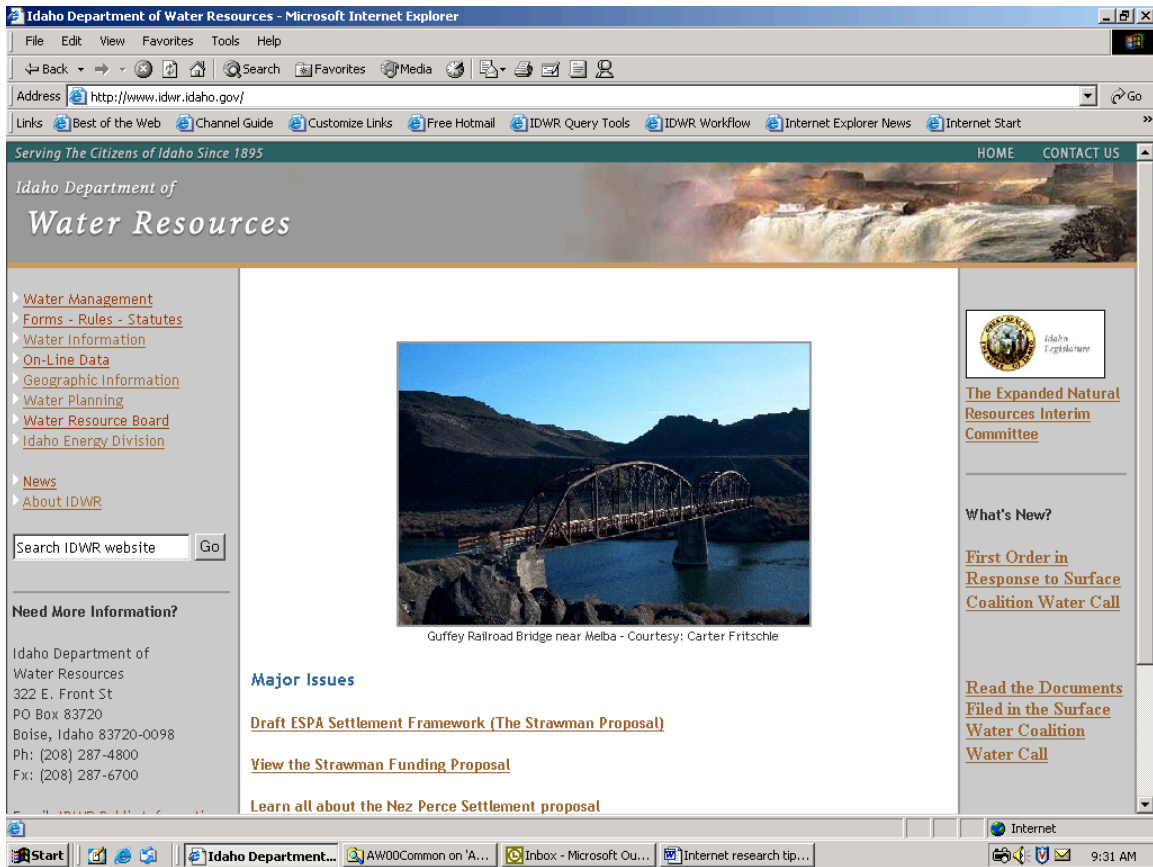 Idaho Department of Water Resources - Microsoft Internet Explorer
File Edit View Favorites Tools Help
Back Search Favorites Media
Address http://www.idwr.idaho.gov/ Go
Links Best of the Web Channel Guide Customize Links Free Hotmail IDWR Query Tools IDWR Workflow Internet Explorer News Internet Start »
Serving The Citizens of Idaho Since 1895 HOME CONTACT US
Idaho Department of
Water Resources
Water Management
Forms - Rules - Statutes
Water Information
On-Line Data
Geographic Information
Water Planning
Water Resource Board
Idaho Energy Division
News
About IDWR
Search IDWR website Go
Need More Information?
Idaho Department of
Water Resources
322 E. Front St
PO Box 83720
Boise, Idaho 83720-0098
Ph: (208) 287-4800
Fx: (208) 287-6700
Guffey Railroad Bridge near Melba - Courtesy: Carter Fritschle
Major Issues
Draft ESPA Settlement Framework (The Strawman Proposal)
View the Strawman Funding Proposal
Learn all about the Nez Perce Settlement proposal
Idaho
Legislature
The Expanded Natural
Resources Interim
Committee
What's New?
First Order in
Response to Surface
Coalition Water Call
Read the Documents
Filed in the Surface
Water Coalition
Water Call
Internet
Start Idaho Department... AW00Common on 'A... Inbox - Microsoft Ou... Internet research tip... 9:31 AM